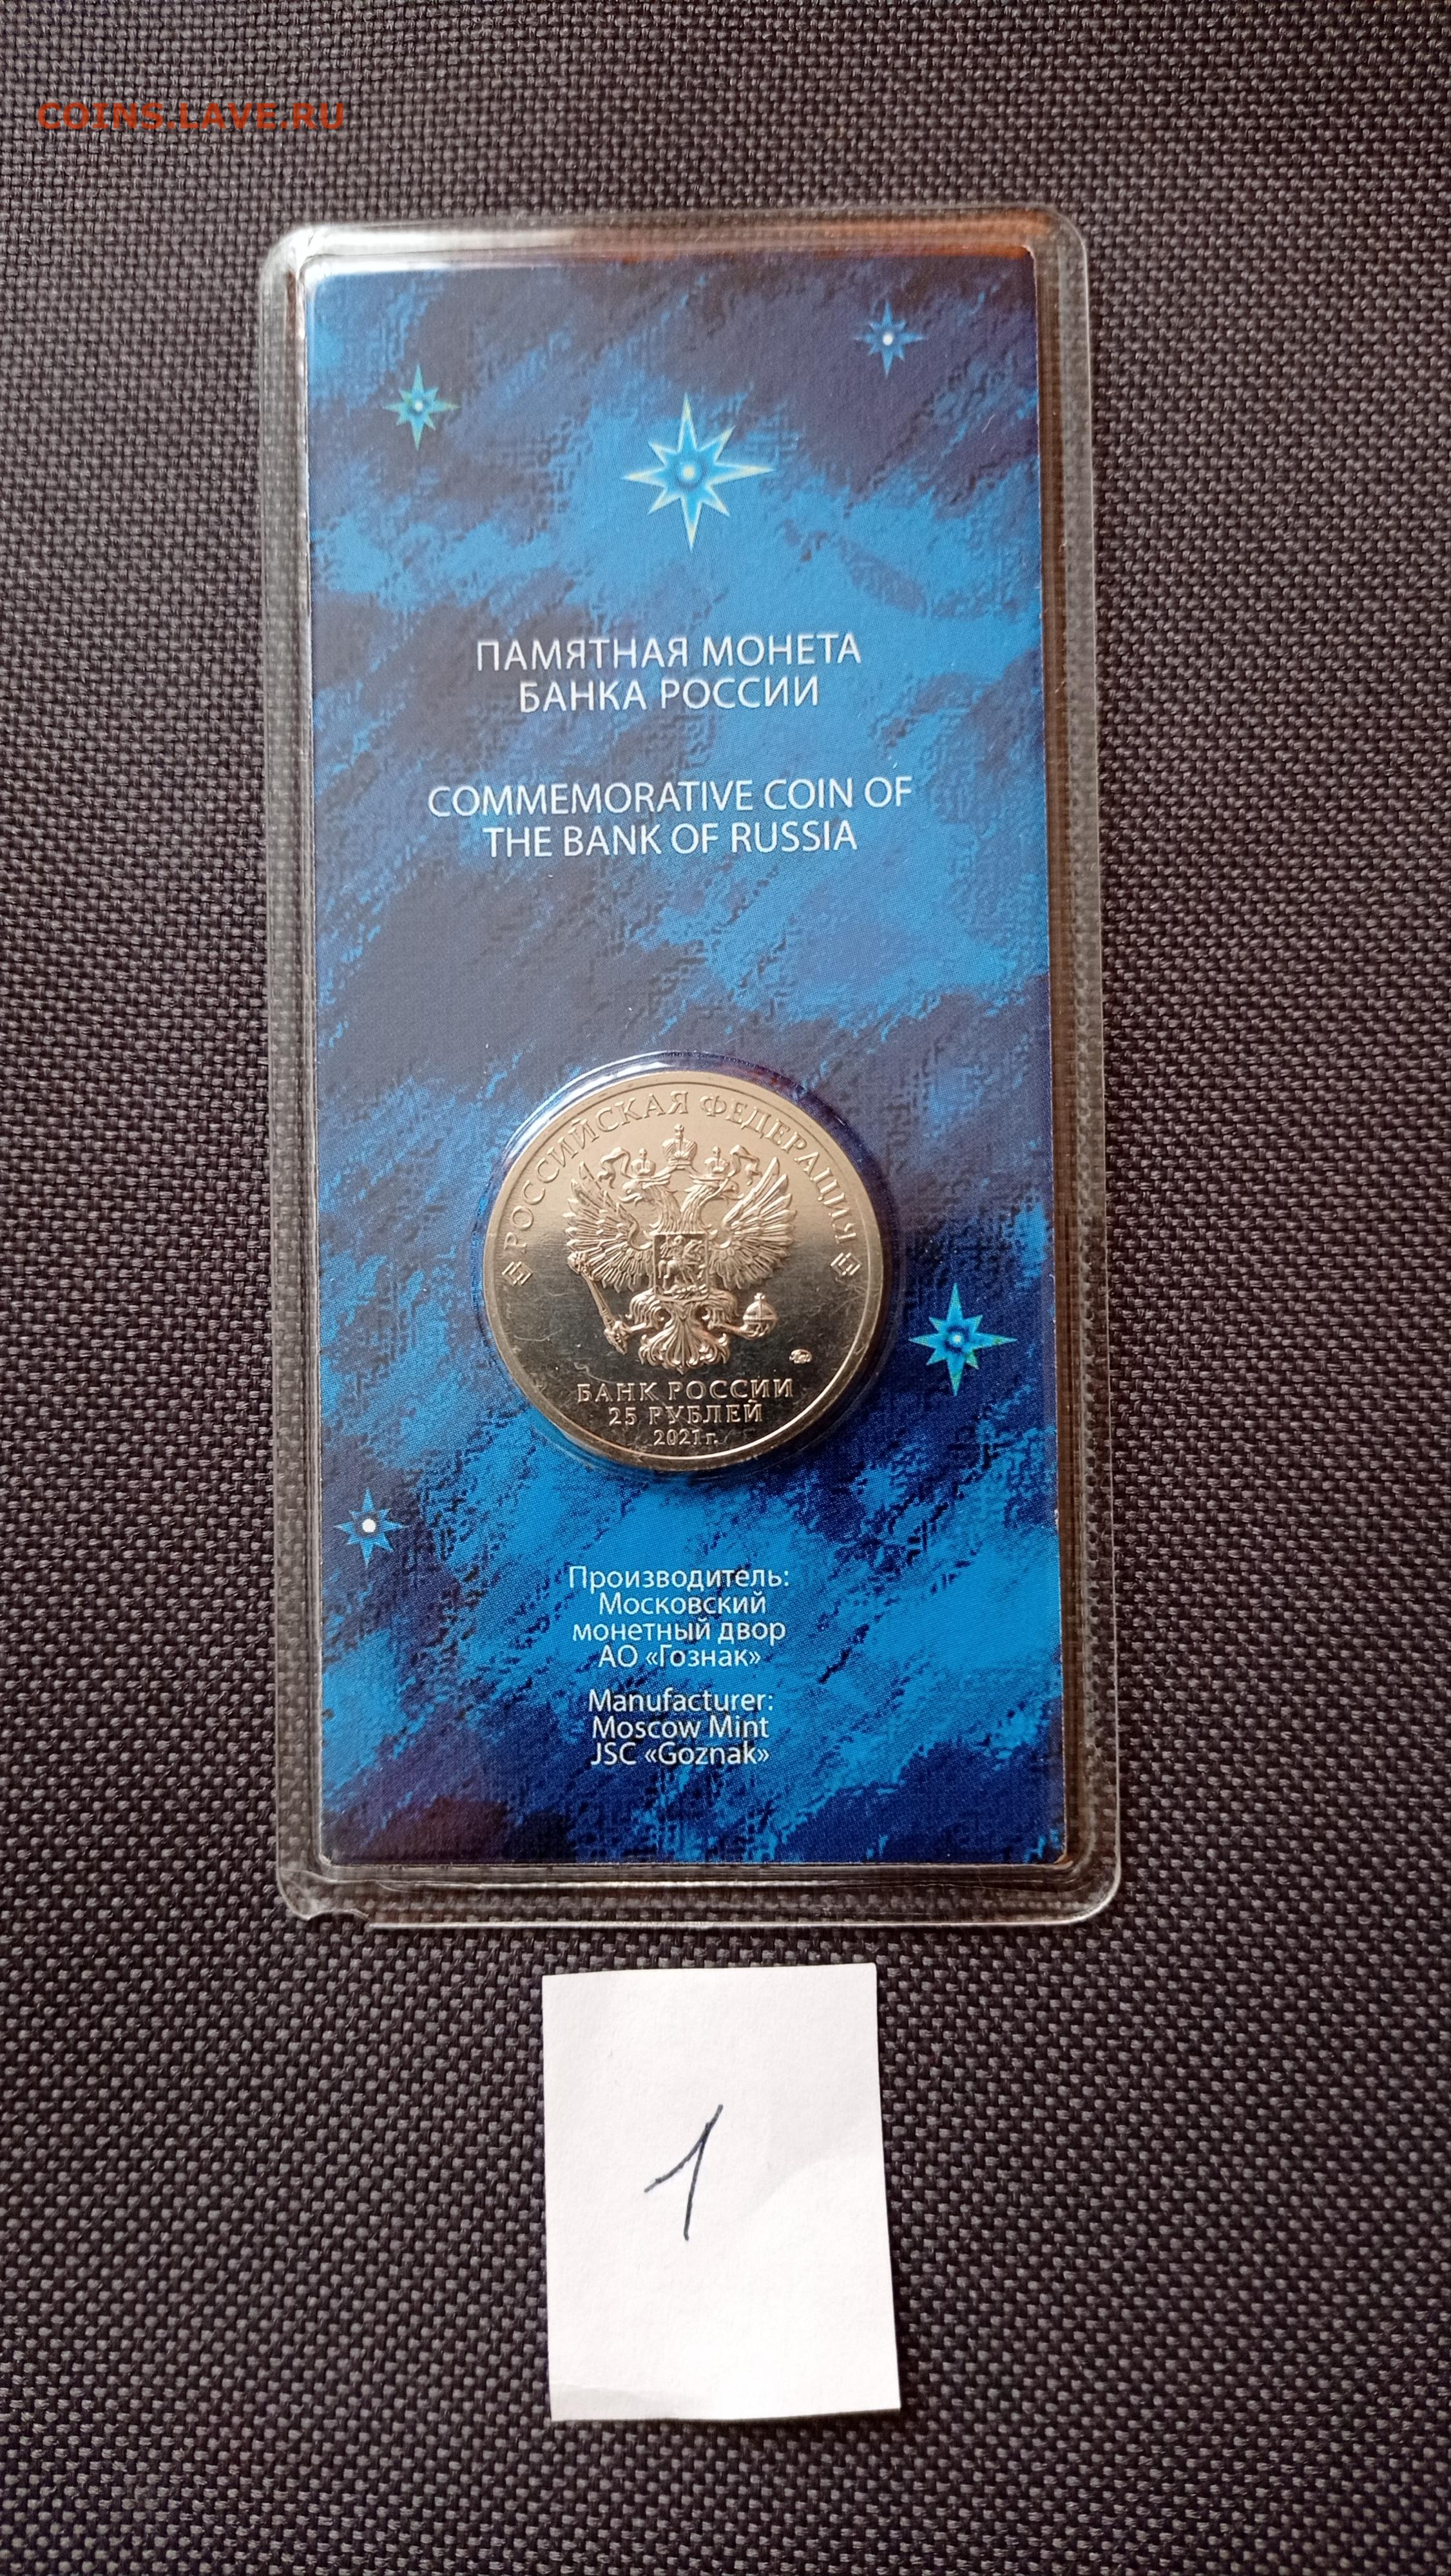 COINS.LAVE.RU
ПАМЯТНАЯ МОНЕТА
БАНКА РОССИИ
COMMEMORATIVE COIN OF
THE BANK OF RUSSIA
РОССИЙСКАЯ ФЕДЕРАЦИЯ
БАНК РОССИИ
25 РУБЛЕЙ
2021 г.
Производитель:
Московский
монетный двор
АО «Гознак»
Manufacturer:
Moscow Mint
JSC «Goznak»
1